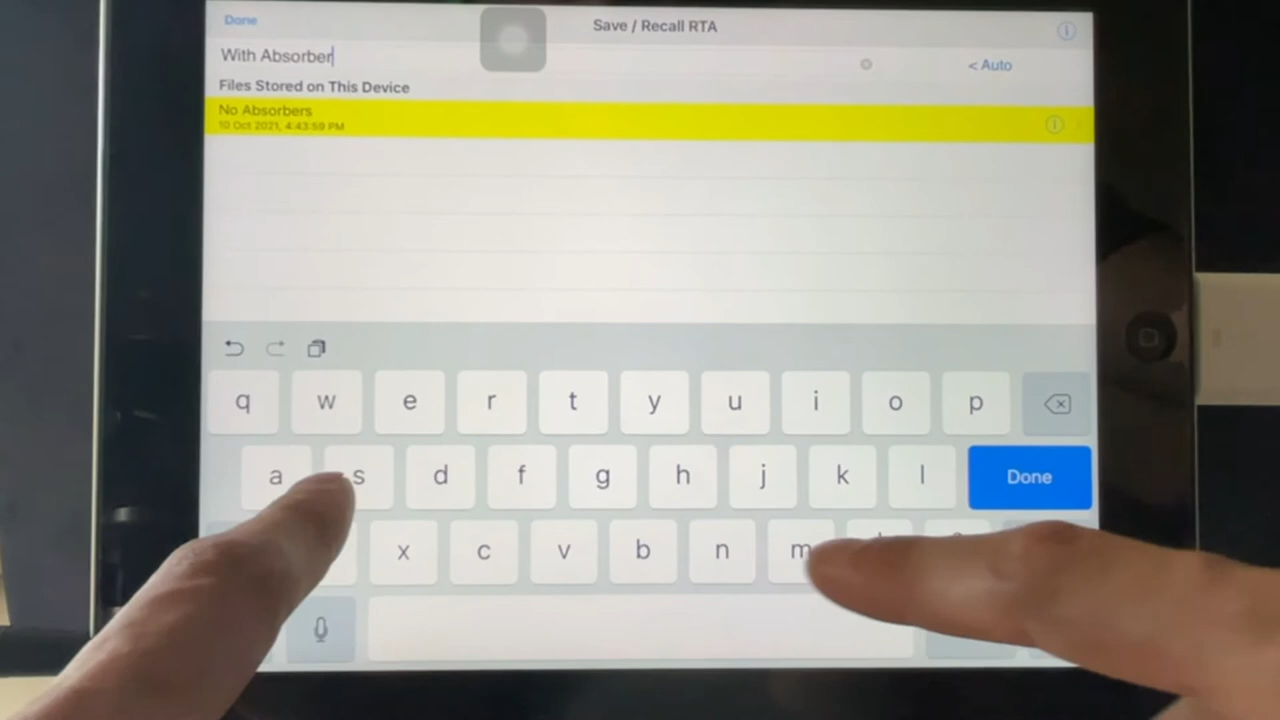 Done
Save / Recall RTA
With Absorber
< Auto
Files Stored on This Device
No Absorbers
10 Oct 2021, 4:43:59 PM
q w e r t y u i o p
a s d f g h j k l Done
x c v b n m